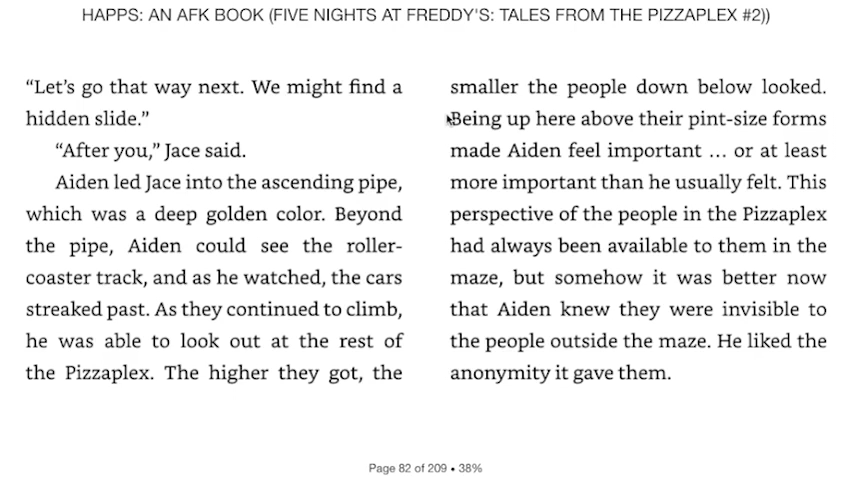 HAPPS: AN AFK BOOK (FIVE NIGHTS AT FREDDY'S: TALES FROM THE PIZZAPLEX #2))
“Let’s go that way next. We might find a
hidden slide.”
“After you,” Jace said.
Aiden led Jace into the ascending pipe,
which was a deep golden color. Beyond
the pipe, Aiden could see the roller-
coaster track, and as he watched, the cars
streaked past. As they continued to climb,
he was able to look out at the rest of
the Pizzaplex. The higher they got, the
smaller the people down below looked.
Being up here above their pint-size forms
made Aiden feel important … or at least
more important than he usually felt. This
perspective of the people in the Pizzaplex
had always been available to them in the
maze, but somehow it was better now
that Aiden knew they were invisible to
the people outside the maze. He liked the
anonymity it gave them.
Page 82 of 209 • 38%